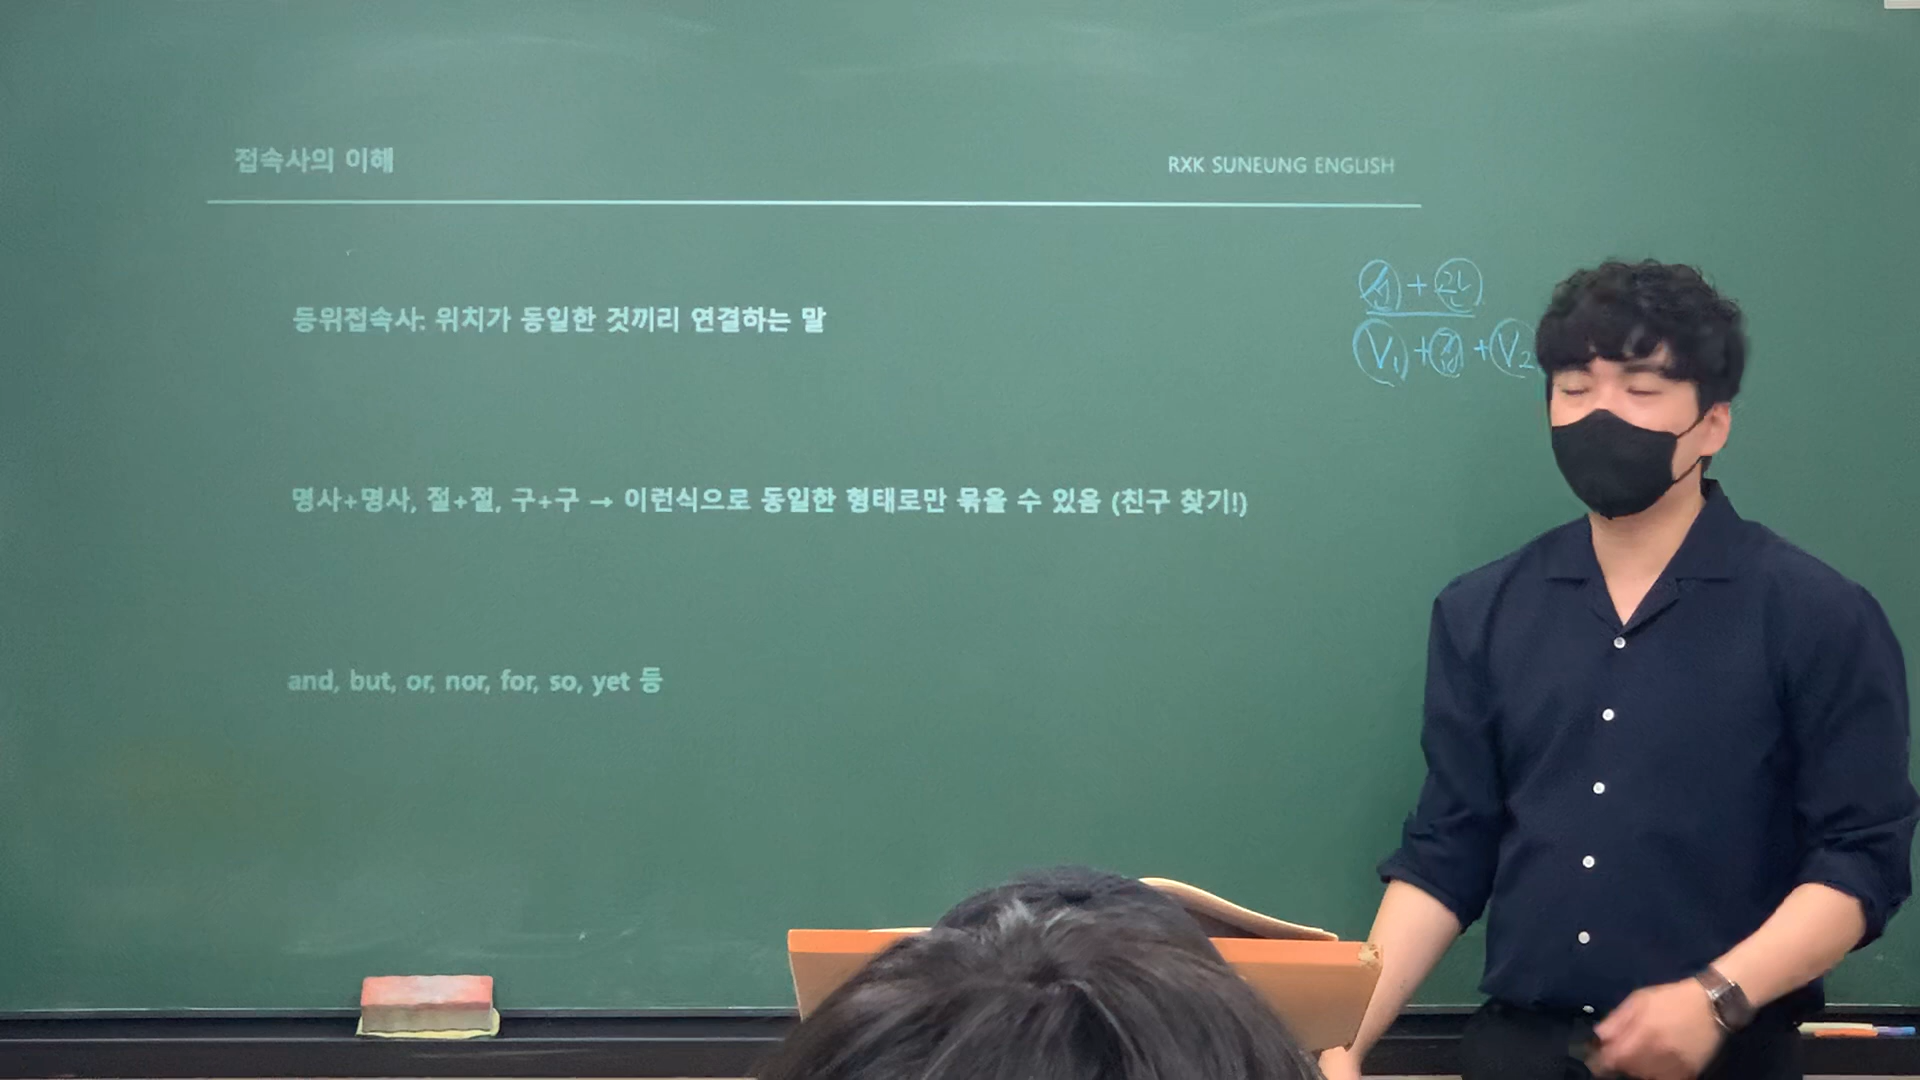 접속사의 이해
RXK SUNEUNG ENGLISH
등위접속사: 위치가 동일한 것끼리 연결하는 말
V₁ + 접 + V₂
명사+명사, 절+절, 구+구 → 이런식으로 동일한 형태로만 묶을 수 있음 (친구 찾기!)
and, but, or, nor, for, so, yet 등